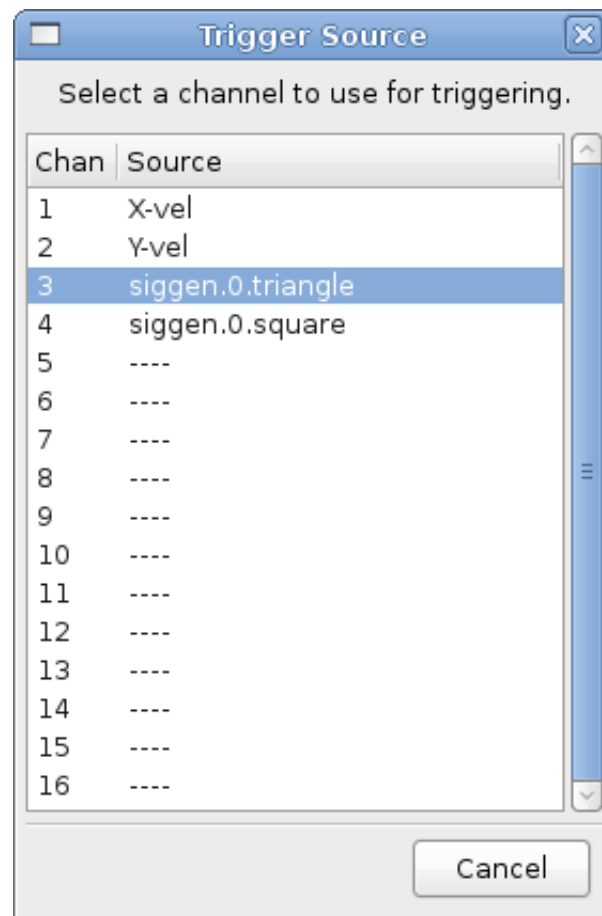 Trigger Source
Select a channel to use for triggering.
Chan Source
1 X-vel
2 Y-vel
3 siggen.0.triangle
4 siggen.0.square
5 ----
6 ----
7 ----
8 ----
9 ----
10 ----
11 ----
12 ----
13 ----
14 ----
15 ----
16 ----
Cancel